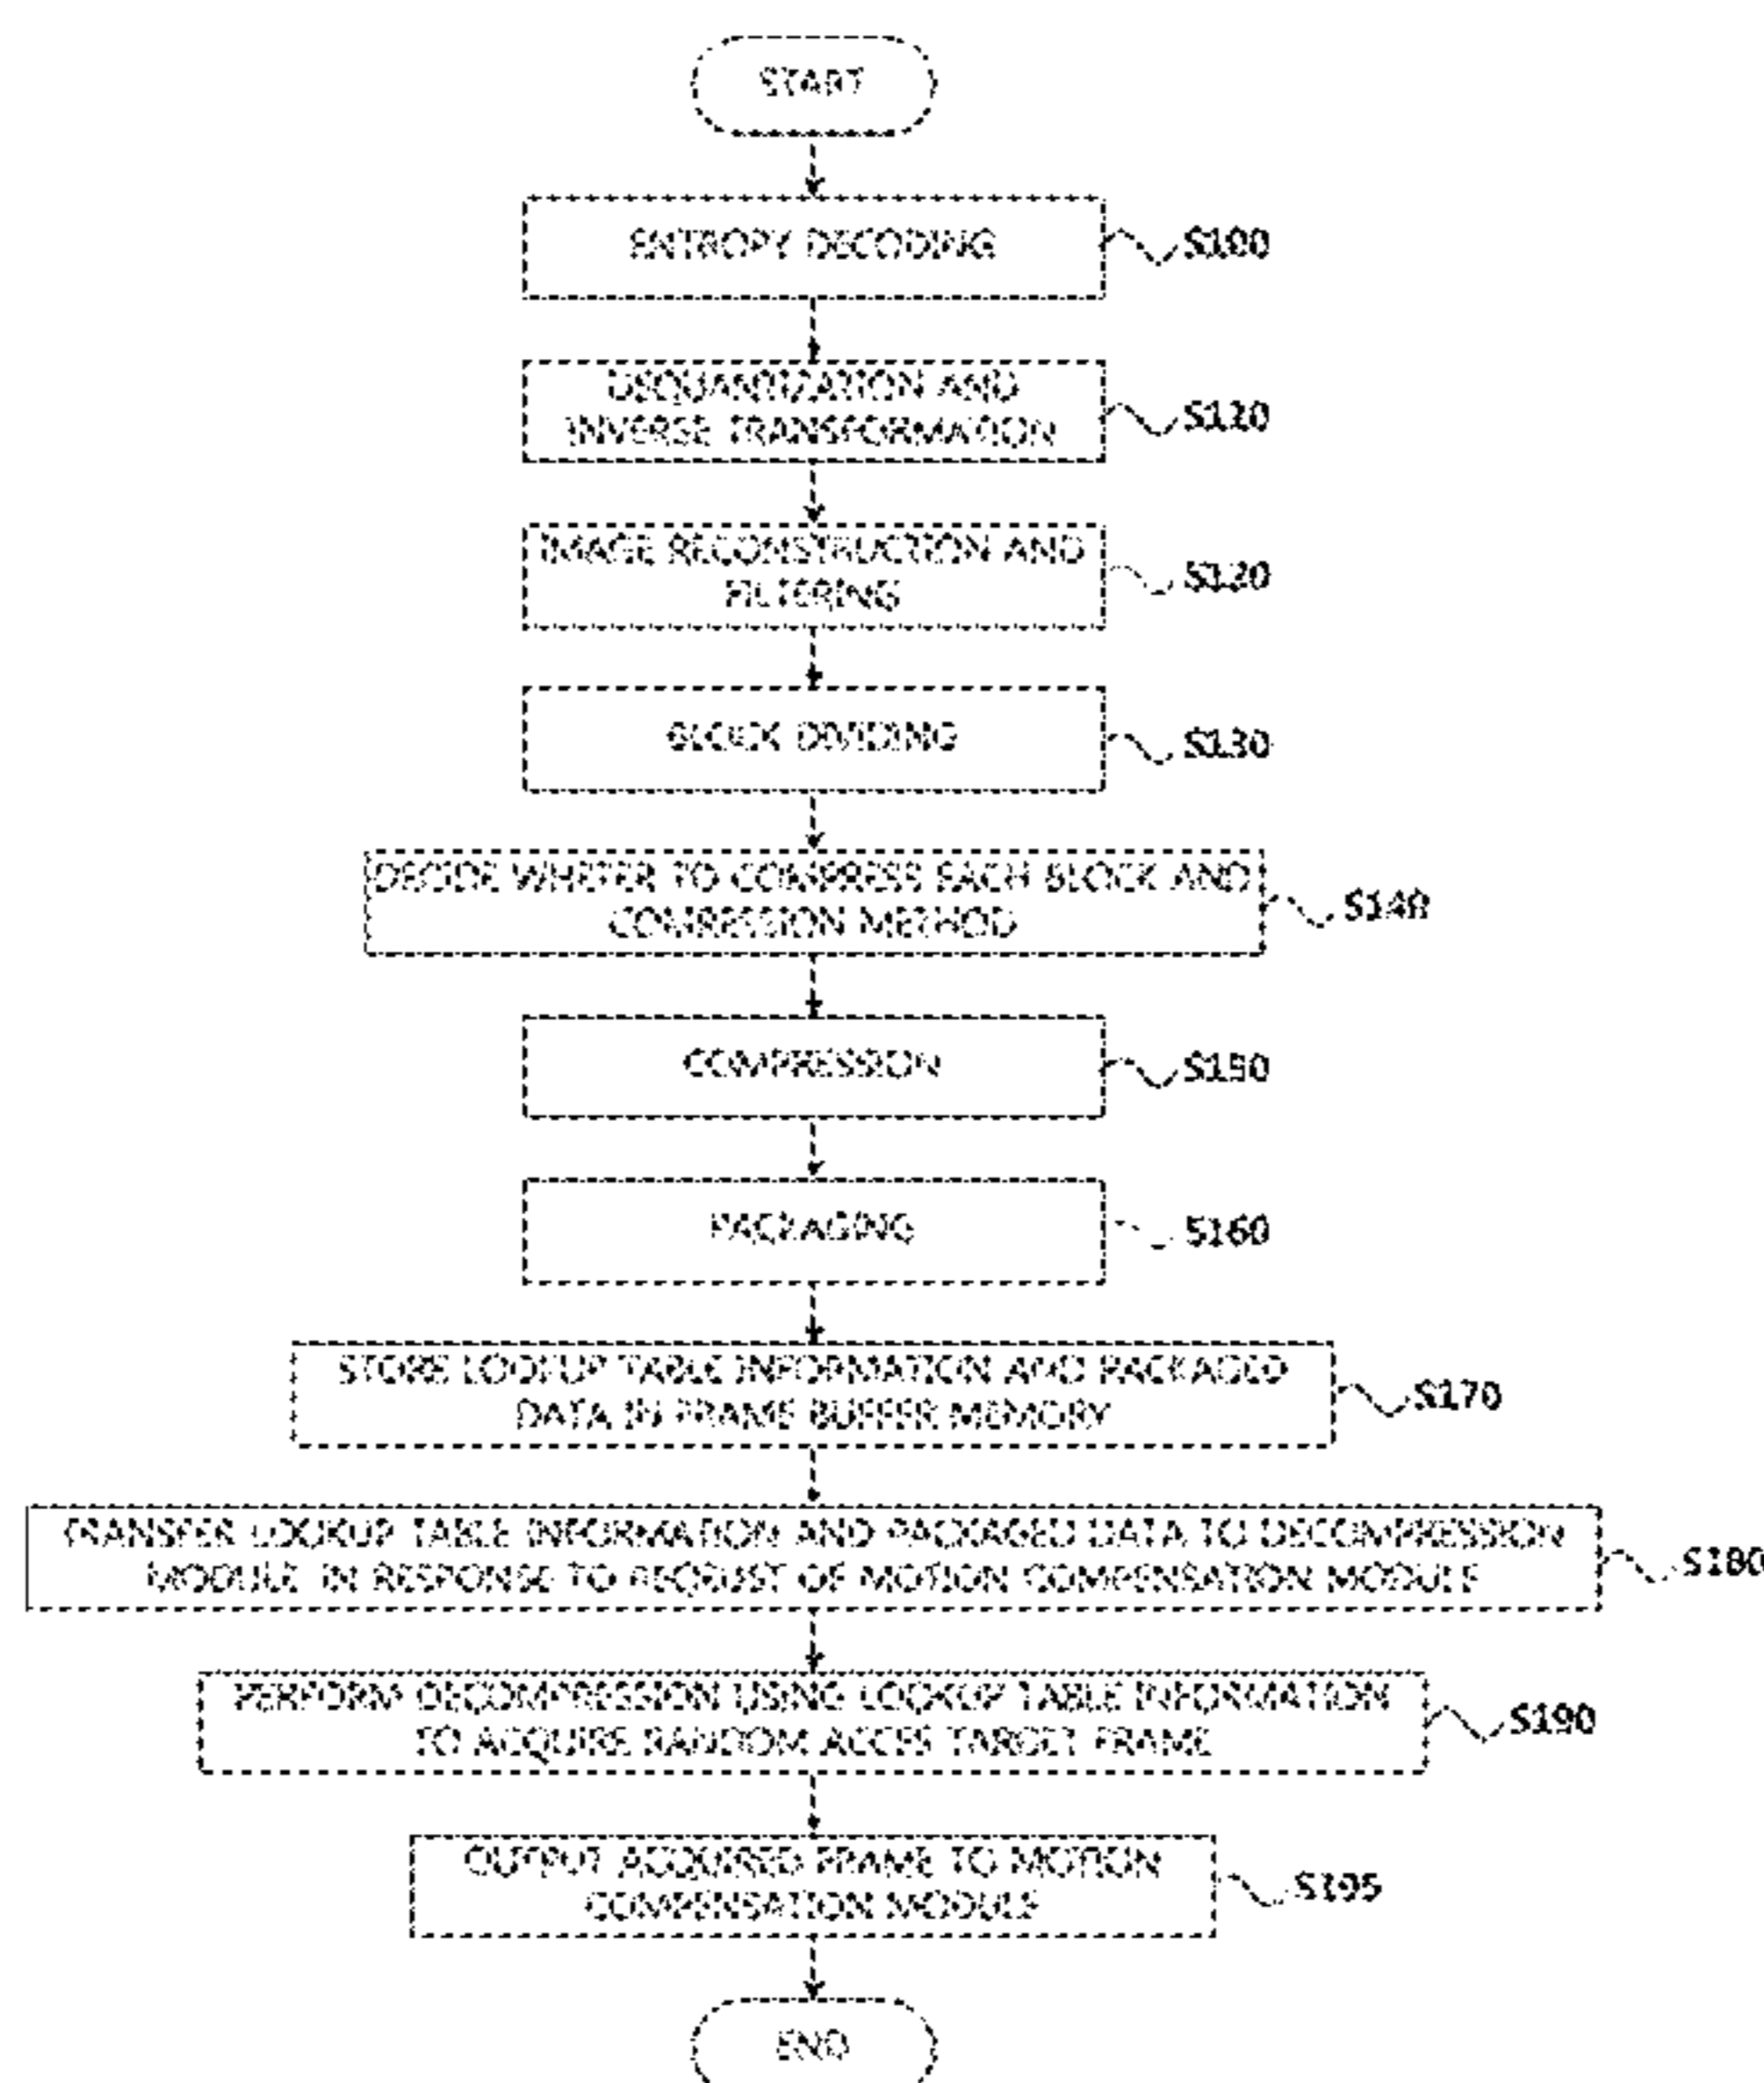 START
ENTROPY DECODING
S100
DEQUANTIZATION AND
INVERSE TRANSFORMATION
S110
IMAGE RECONSTRUCTION AND
FILTERING
S120
BLOCK DIVIDING
S130
DECIDE WHETER TO COMPRESS EACH BLOCK AND
COMRESSION METHOD
S140
COMPRESSION
S150
PACKAGING
S160
STORE LOOKUP TABLE INFORMATION AND PACKAGED
DATA IN FRAME BUFFER MEMORY
S170
TRANSFER LOOKUP TABLE INFORMATION AND PACKAGED DATA TO DECOMPRESSION
MODULE IN RESPONSE TO REQRUST OF MOTION COMPENSATION MODULE
S180
PERFORM DECOMPRESSION USING LOOKUP TABLE INFORMATION
TO ACQUIRE RANDOM ACCES TARGET FRAME
S190
OUTPUT ACQUIRED FRAME TO MOTION
COMPENSATION MODULE
S195
END